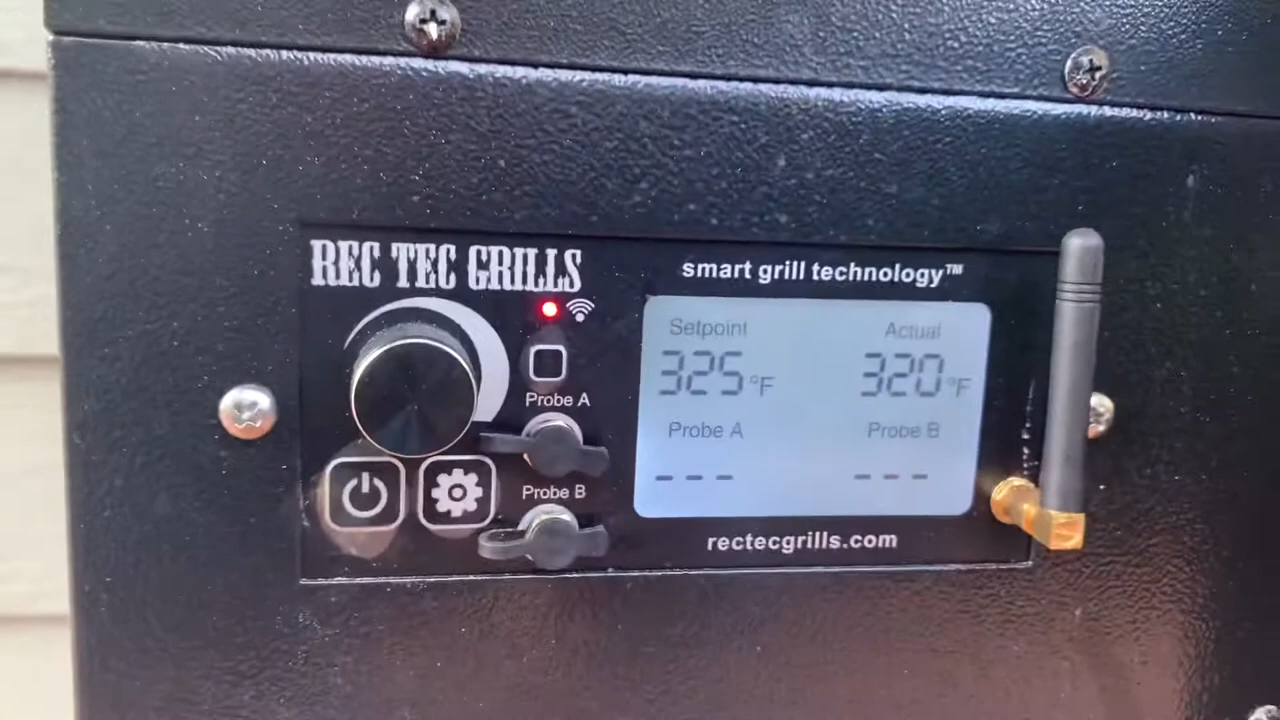 REC TEC GRILLS
smart grill technology™
Setpoint Actual
325°F 320°F
Probe A Probe B
--- ---
Probe A
Probe B
rectecgrills.com